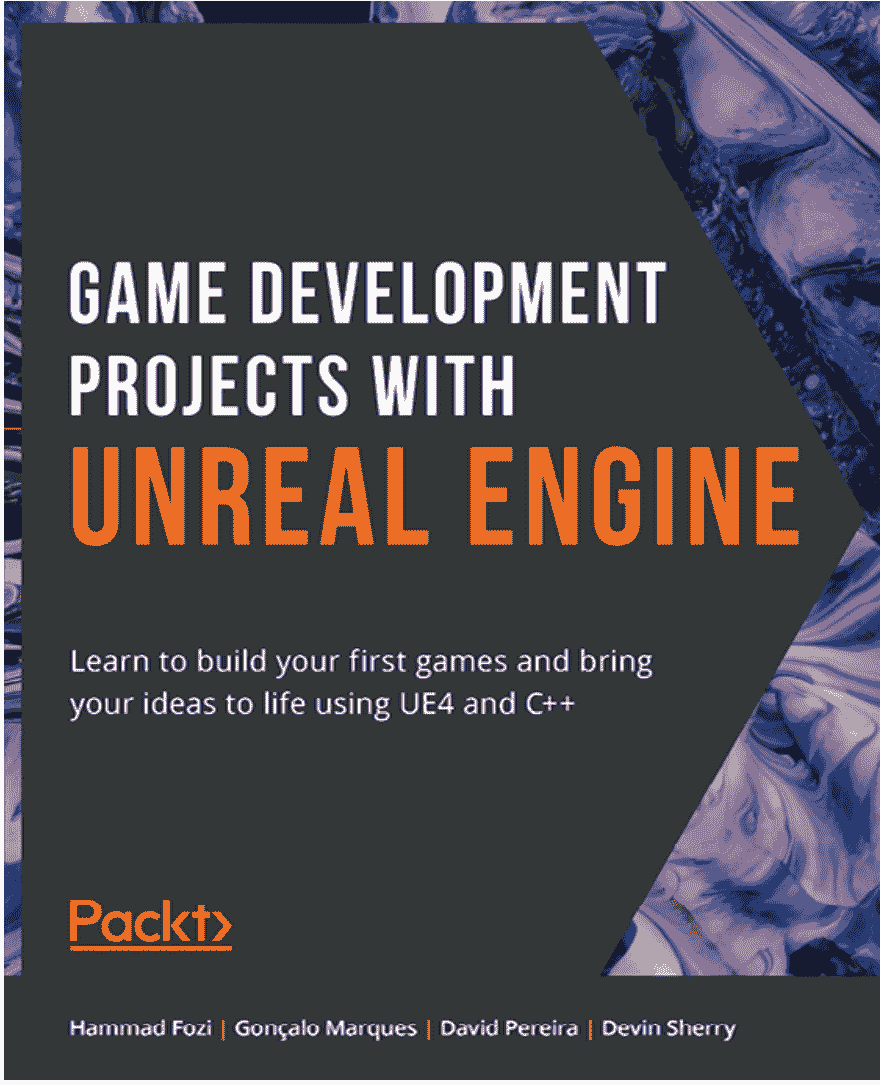 GAME DEVELOPMENT
PROJECTS WITH
UNREAL ENGINE
Learn to build your first games and bring
your ideas to life using UE4 and C++
Packt>
Hammad Fozi | Gonçalo Marques | David Pereira | Devin Sherry